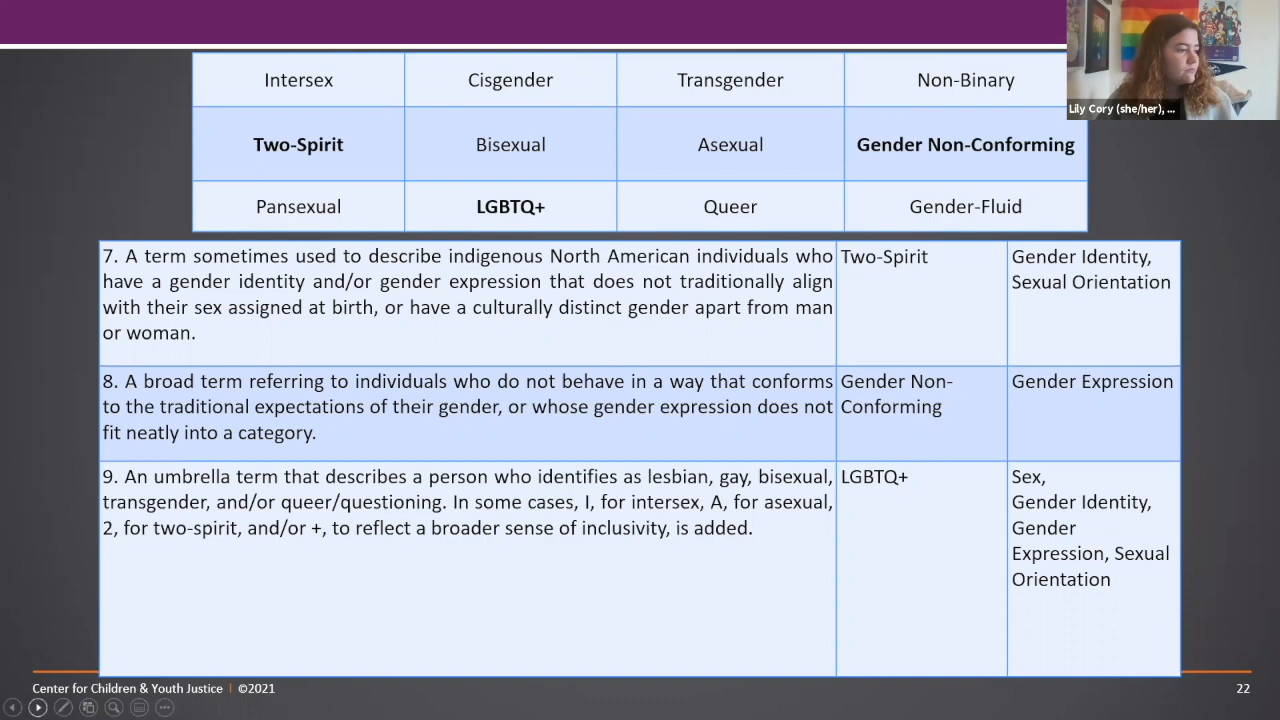 Intersex Cisgender Transgender Non-Binary
Lily Cory (she/her), ...
Two-Spirit Bisexual Asexual Gender Non-Conforming
Pansexual LGBTQ+ Queer Gender-Fluid
7. A term sometimes used to describe indigenous North American individuals who
have a gender identity and/or gender expression that does not traditionally align
with their sex assigned at birth, or have a culturally distinct gender apart from man
or woman.
Two-Spirit
Gender Identity,
Sexual Orientation
8. A broad term referring to individuals who do not behave in a way that conforms
to the traditional expectations of their gender, or whose gender expression does not
fit neatly into a category.
Gender Non-
Conforming
Gender Expression
9. An umbrella term that describes a person who identifies as lesbian, gay, bisexual,
transgender, and/or queer/questioning. In some cases, I, for intersex, A, for asexual,
2, for two-spirit, and/or +, to reflect a broader sense of inclusivity, is added.
LGBTQ+
Sex,
Gender Identity,
Gender
Expression, Sexual
Orientation
Center for Children & Youth Justice | ©2021
22